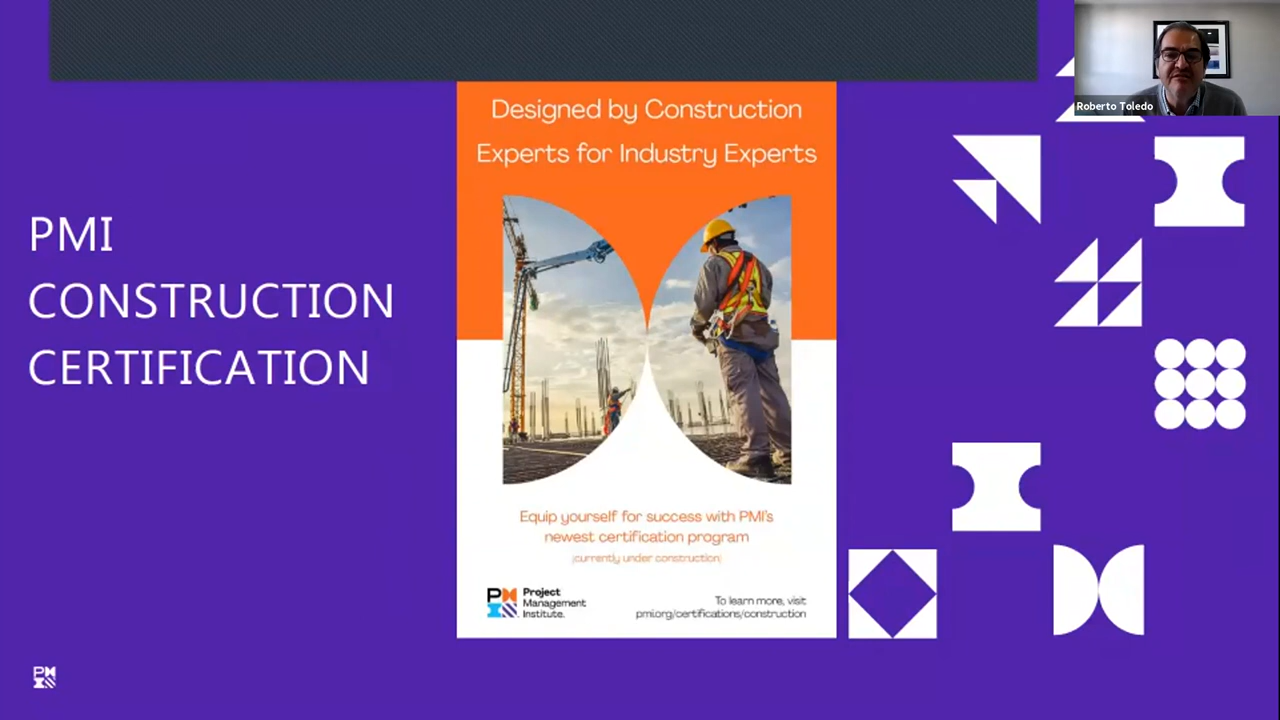 PMI
CONSTRUCTION
CERTIFICATION
Designed by Construction
Experts for Industry Experts
Equip yourself for success with PMI's
newest certification program
(currently under construction)
Project
Management
Institute.
To learn more, visit
pmi.org/certifications/construction
Roberto Toledo